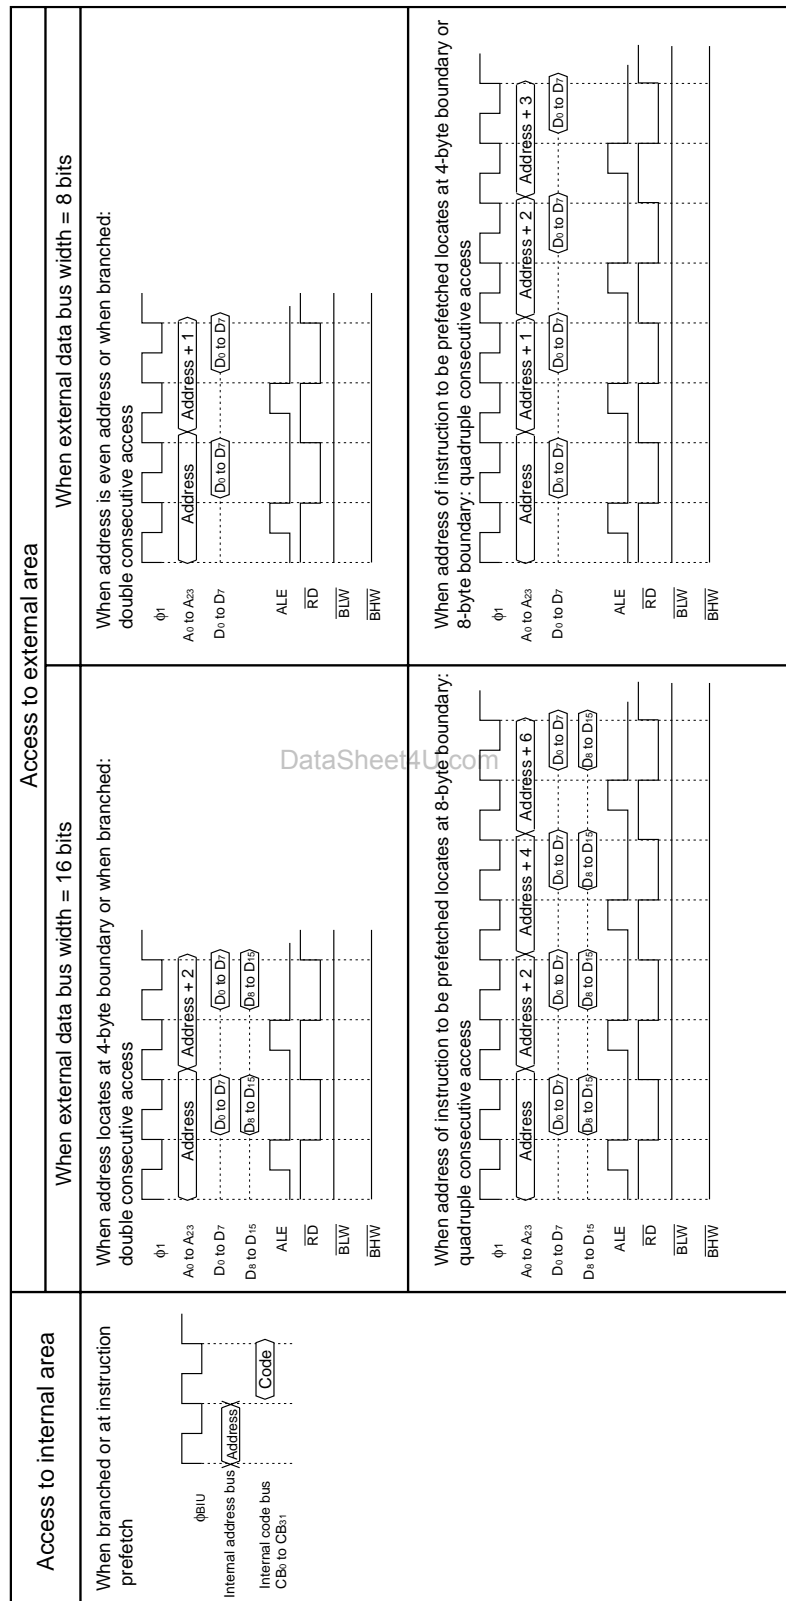 Access to internal area
When branched or at instruction
prefetch
φBIU
Internal address bus
Address
Internal code bus
CB0 to CB31
Code
Access to external area
When external data bus width = 16 bits
When address locates at 4-byte boundary or when branched:
double consecutive access
φ1
A0 to A23
Address
Address + 2
D0 to D7
D0 to D7
D0 to D7
D8 to D15
D8 to D15
D8 to D15
ALE
RD
BLW
BHW
When address of instruction to be prefetched locates at 8-byte boundary:
quadruple consecutive access
φ1
A0 to A23
Address
Address + 2
Address + 4
Address + 6
D0 to D7
D0 to D7
D0 to D7
D0 to D7
D0 to D7
D8 to D15
D8 to D15
D8 to D15
D8 to D15
D8 to D15
ALE
RD
BLW
BHW
When external data bus width = 8 bits
When address is even address or when branched:
double consecutive access
φ1
A0 to A23
Address
Address + 1
D0 to D7
D0 to D7
D0 to D7
ALE
RD
BLW
BHW
When address of instruction to be prefetched locates at 4-byte boundary or
8-byte boundary: quadruple consecutive access
φ1
A0 to A23
Address
Address + 1
Address + 2
Address + 3
D0 to D7
D0 to D7
D0 to D7
D0 to D7
D0 to D7
ALE
RD
BLW
BHW
DataSheet4U.com